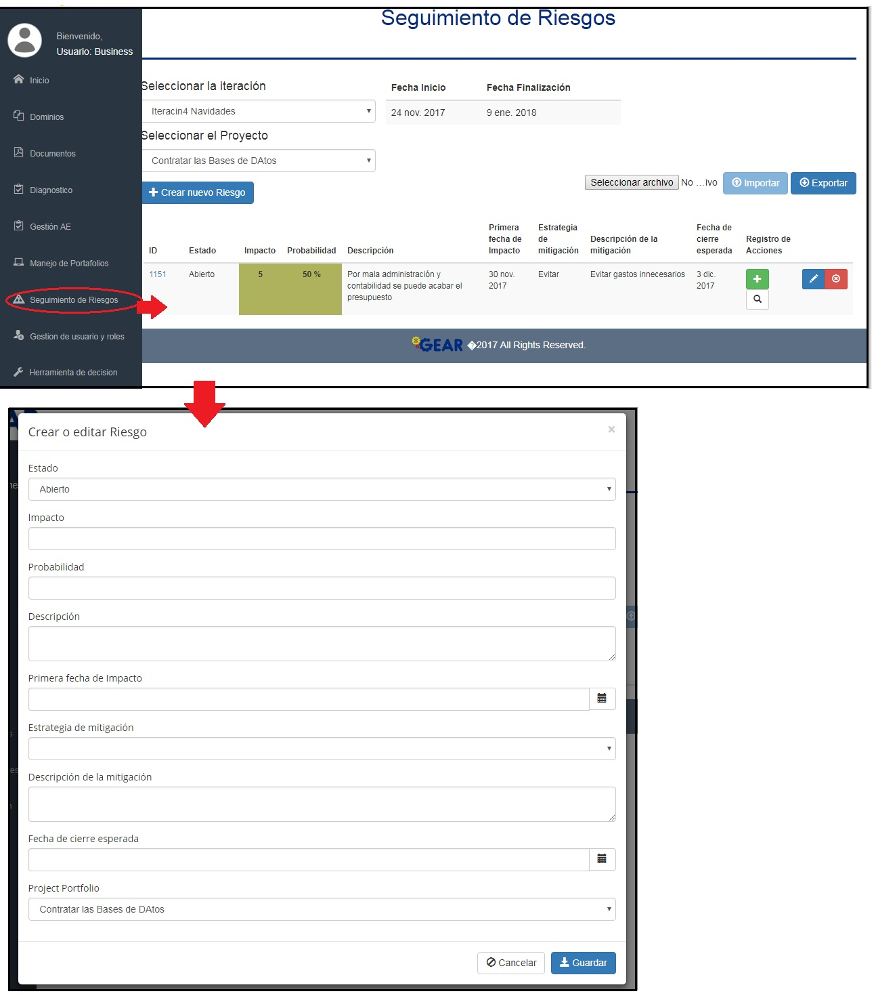 Seguimiento de Riesgos
Bienvenido,
Usuario: Business
Inicio
Dominios
Documentos
Diagnostico
Gestión AE
Manejo de Portafolios
Seguimiento de Riesgos
Gestion de usuario y roles
Herramienta de decision
Seleccionar la iteración
Iteracin4 Navidades
Fecha Inicio Fecha Finalización
24 nov. 2017 9 ene. 2018
Seleccionar el Proyecto
Contratar las Bases de DAtos
Crear nuevo Riesgo
Seleccionar archivo No ...ivo Importar Exportar
ID Estado Impacto Probabilidad Descripción Primera fecha de Impacto Estrategia de mitigación Descripción de la mitigación Fecha de cierre esperada Registro de Acciones
1151 Abierto 5 50 % Por mala administración y contabilidad se puede acabar el presupuesto 30 nov. 2017 Evitar Evitar gastos innecesarios 3 dic. 2017
GEAR �2017 All Rights Reserved.
Crear o editar Riesgo ×
Estado
Abierto
Impacto
Probabilidad
Descripción
Primera fecha de Impacto
Estrategia de mitigación
Descripción de la mitigación
Fecha de cierre esperada
Project Portfolio
Contratar las Bases de DAtos
Cancelar Guardar